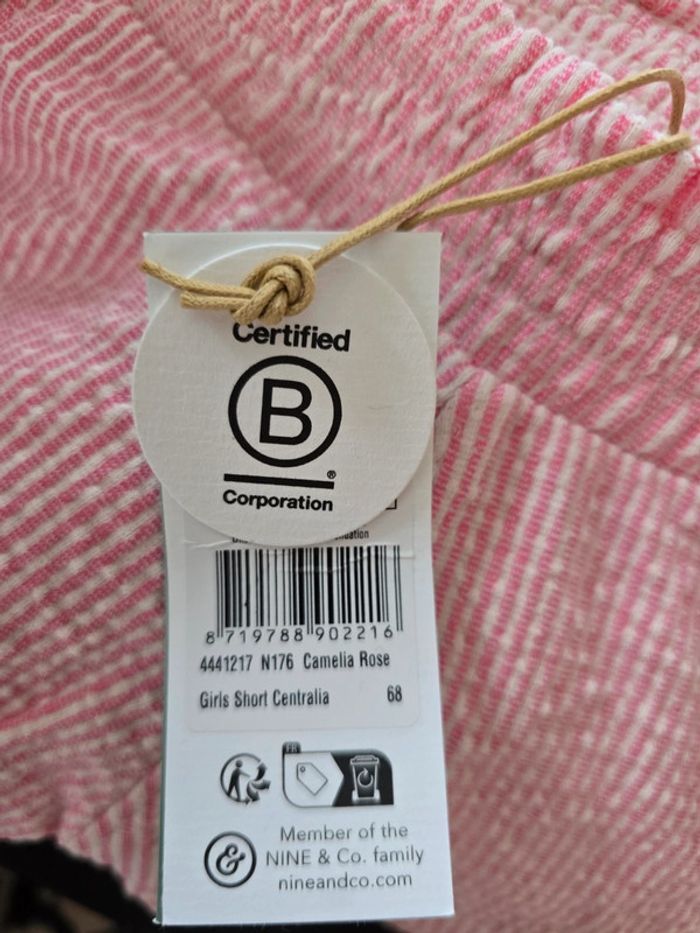 Certified
B
®
Corporation
8 719788 902216
4441217 N176 Camelia Rose
Girls Short Centralia 68
FR
&
Member of the
NINE & Co. family
nineandco.com